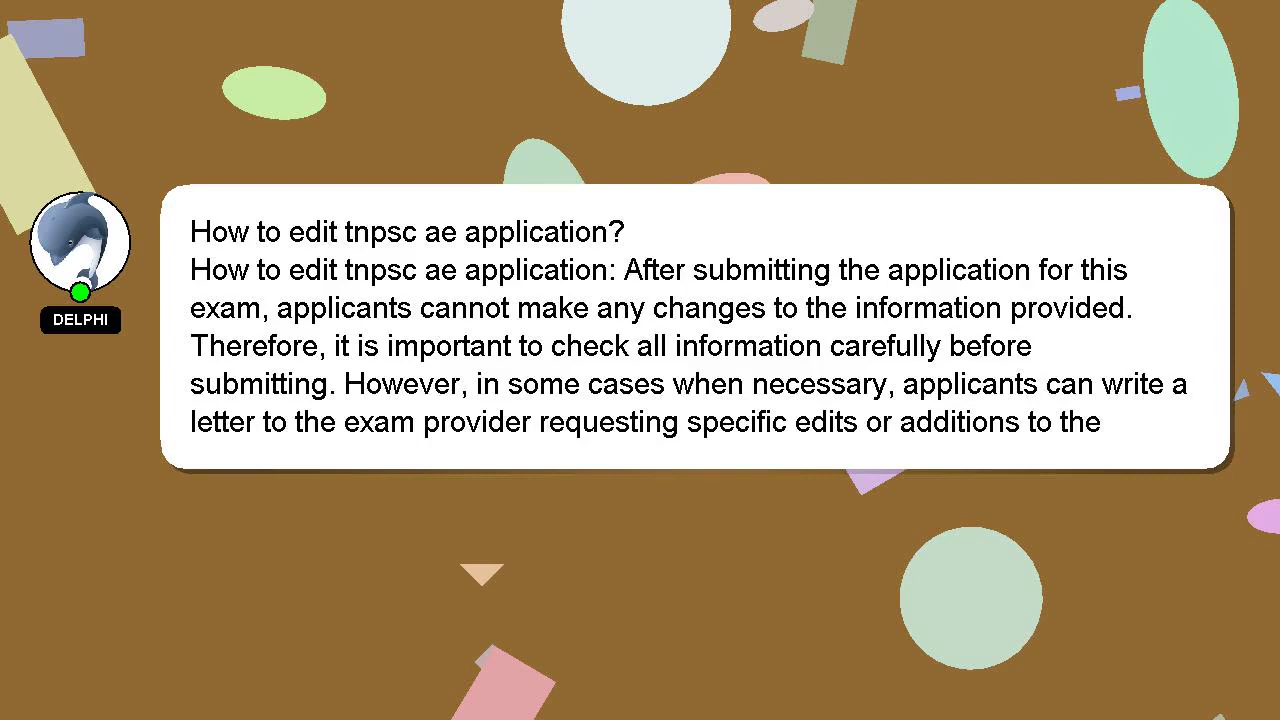 How to edit tnpsc ae application?
How to edit tnpsc ae application: After submitting the application for this
exam, applicants cannot make any changes to the information provided.
Therefore, it is important to check all information carefully before
submitting. However, in some cases when necessary, applicants can write a
letter to the exam provider requesting specific edits or additions to the
DELPHI